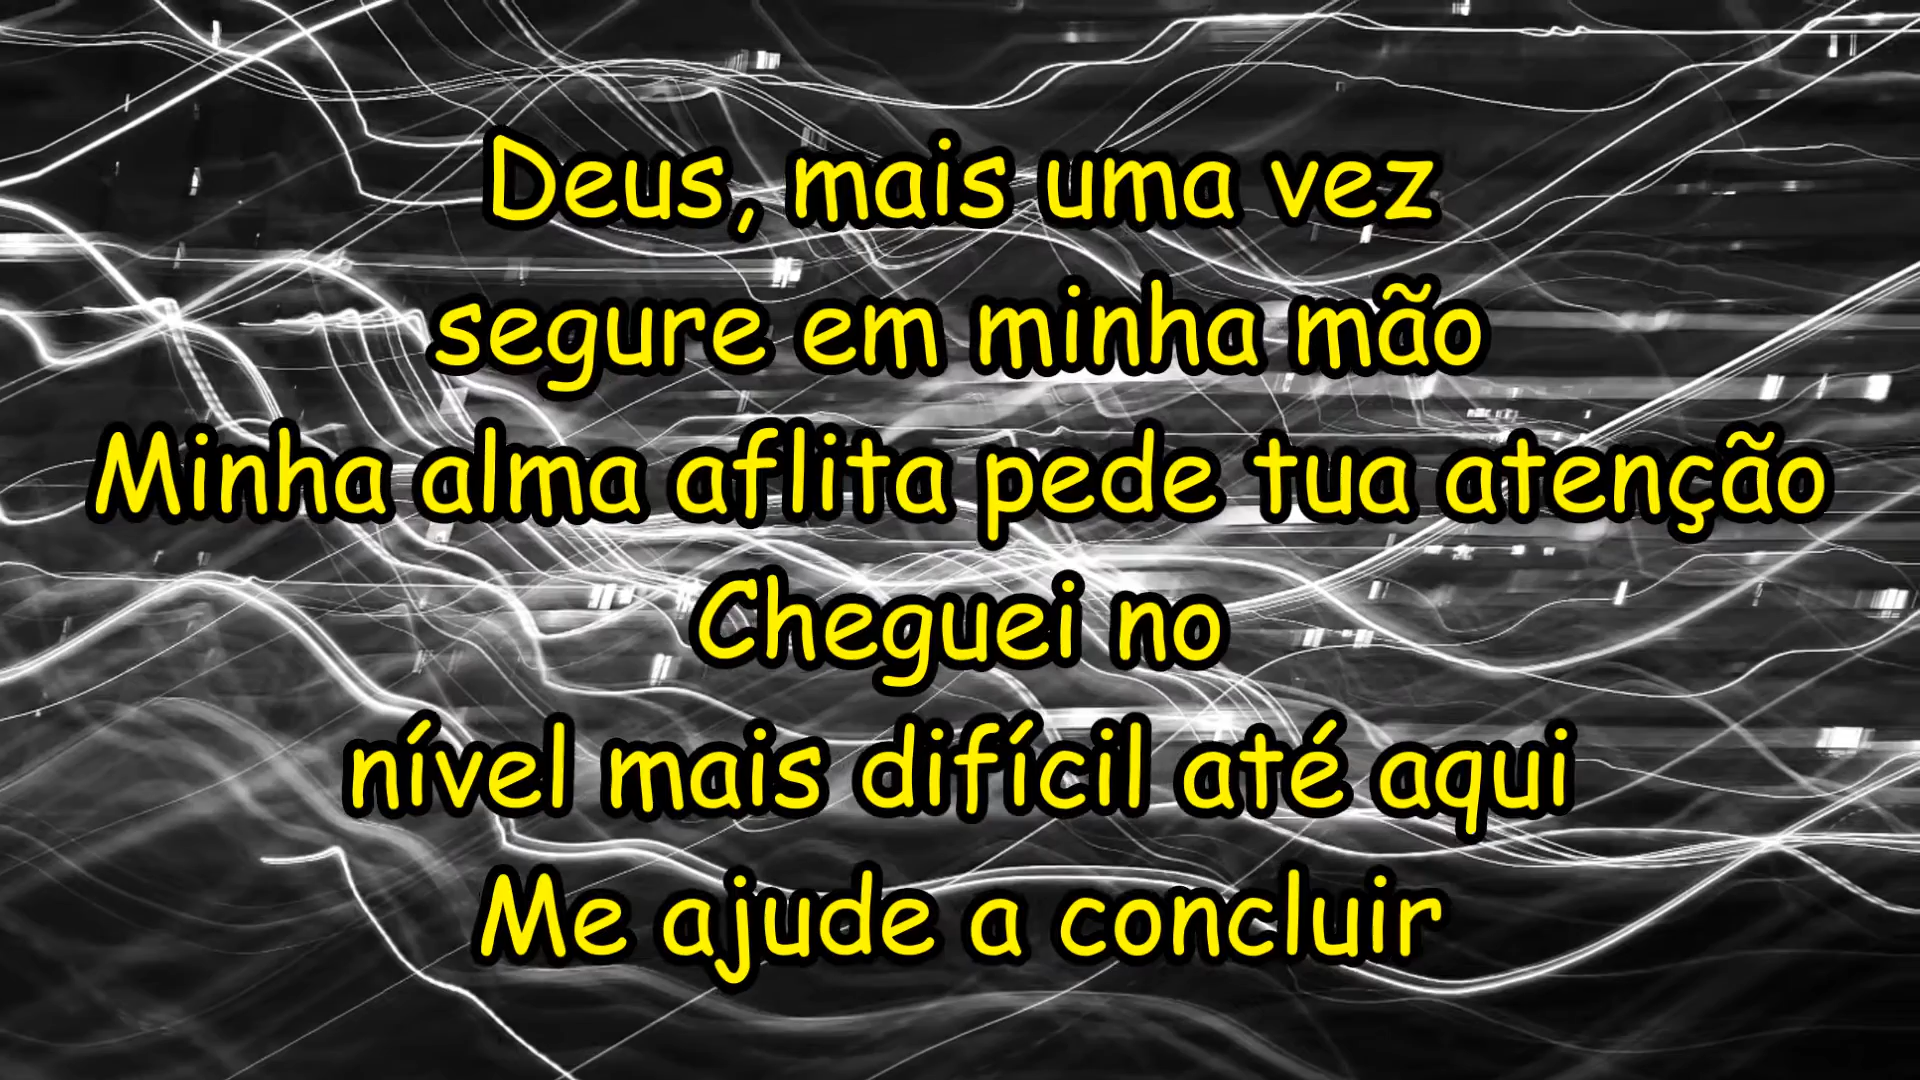 Deus, mais uma vez
segure em minha mão
Minha alma aflita pede tua atenção
Cheguei no
nível mais difícil até aqui
Me ajude a concluir